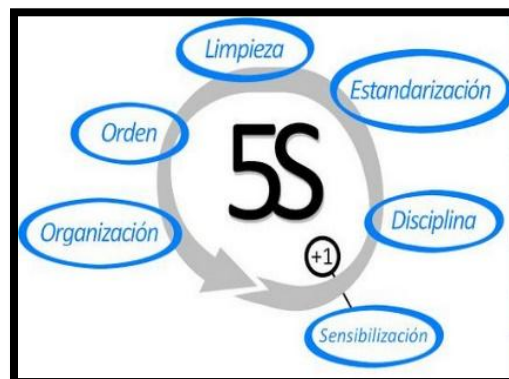 Limpieza
Estandarización
Orden
5S
Organización
Disciplina
+1
Sensibilización